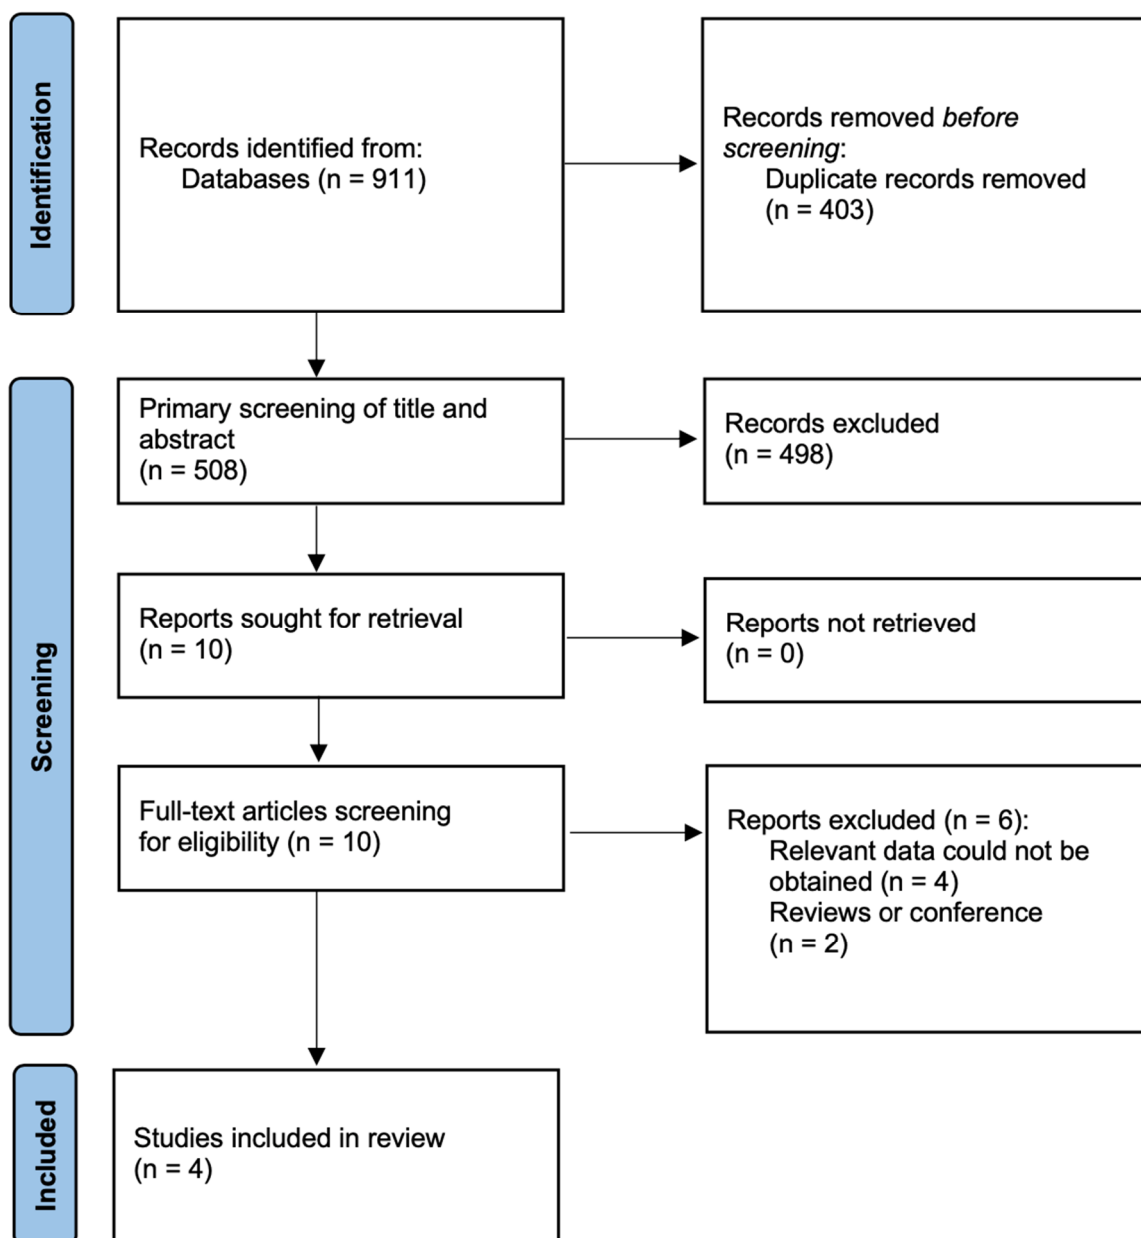 Identification
Records identified from:
Databases (n = 911)
Records removed before
screening:
Duplicate records removed
(n = 403)
Screening
Primary screening of title and
abstract
(n = 508)
Records excluded
(n = 498)
Reports sought for retrieval
(n = 10)
Reports not retrieved
(n = 0)
Full-text articles screening
for eligibility (n = 10)
Reports excluded (n = 6):
Relevant data could not be
obtained (n = 4)
Reviews or conference
(n = 2)
Included
Studies included in review
(n = 4)